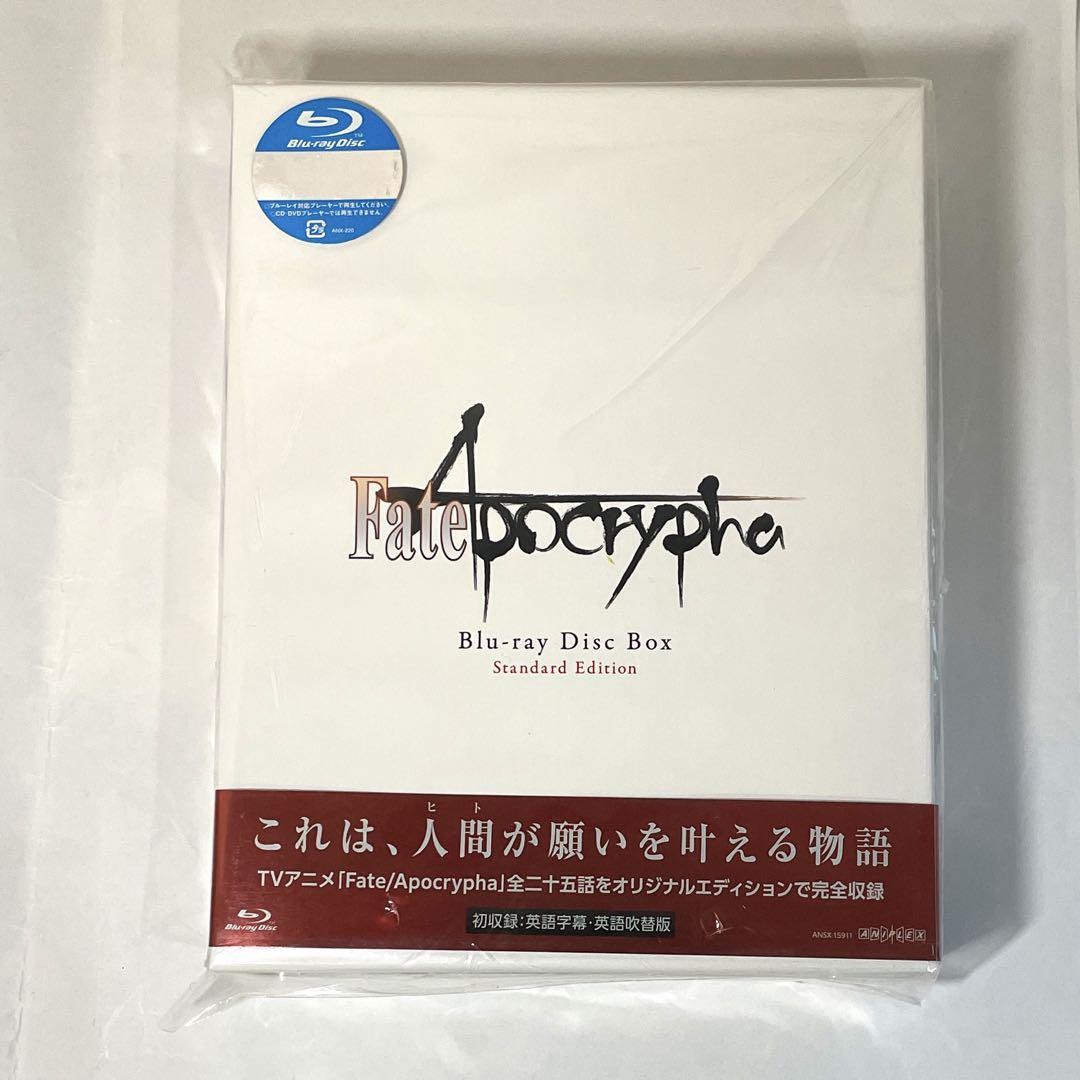 Blu-ray Disc™
□ブルーレイ対応プレーヤーで再生してください。
□CD・DVDプレーヤーでは再生できません。
ANX-220
Fate/Apocrypha
Blu-ray Disc Box
Standard Edition
ヒト
これは、人間が願いを叶える物語
TVアニメ「Fate/Apocrypha」全二十五話をオリジナルエディションで完全収録
初収録:英語字幕・英語吹替版
Blu-ray Disc™
ANSX-15911 ANIPLEX